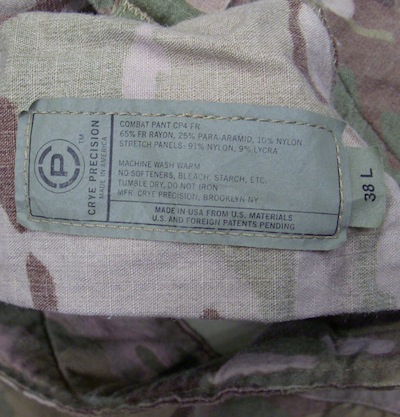 COMBAT PANT CP4 FR
65% FR RAYON, 25% PARA-ARAMID, 10% NYLON
STRETCH PANELS: 91% NYLON, 9% LYCRA
MACHINE WASH WARM
NO SOFTENERS, BLEACH, STARCH, ETC.
TUMBLE DRY, DO NOT IRON
MFR. CRYE PRECISION, BROOKLYN NY
MADE IN USA FROM U.S. MATERIALS
U.S. AND FOREIGN PATENTS PENDING
P
TM
CRYE PRECISION
MADE IN AMERICA
38 L